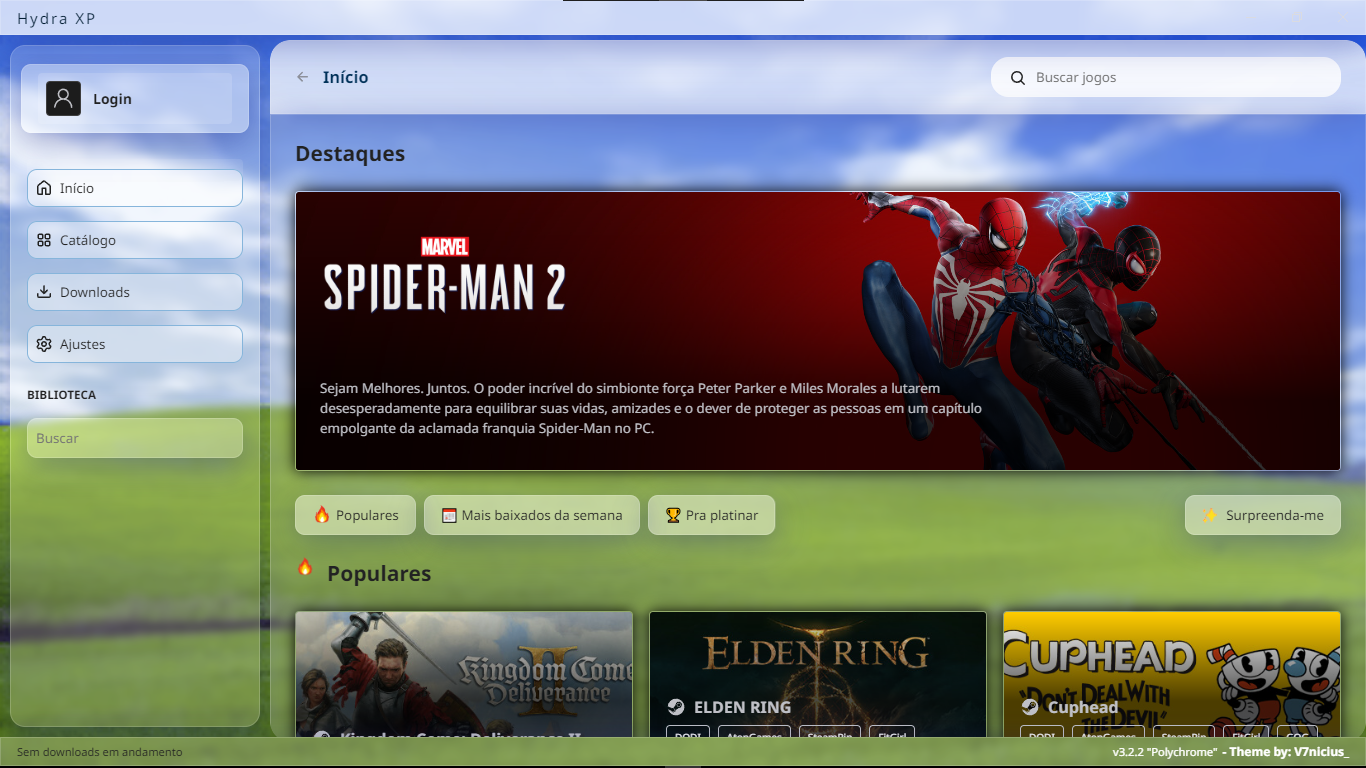 Hydra XP
Login
Início
Catálogo
Downloads
Ajustes
BIBLIOTECA
Buscar
Início
Buscar jogos
Destaques
MARVEL
SPIDER-MAN 2
Sejam Melhores. Juntos. O poder incrível do simbionte força Peter Parker e Miles Morales a lutarem
desesperadamente para equilibrar suas vidas, amizades e o dever de proteger as pessoas em um capítulo
empolgante da aclamada franquia Spider-Man no PC.
Populares
Mais baixados da semana
Pra platinar
Surpreenda-me
Populares
Kingdom Come
Deliverance
II
Kingdom Come: Deliverance II
ELDEN RING
ELDEN RING
DODI
AtopGames
SteamRip
FitGirl
CUPHEAD
"DON'T DEAL WITH
THE DEVIL"
Cuphead
DODI
AtopGames
SteamRip
FitGirl
GOG
Sem downloads em andamento
v3.2.2 "Polychrome" - Theme by: V7nicius_